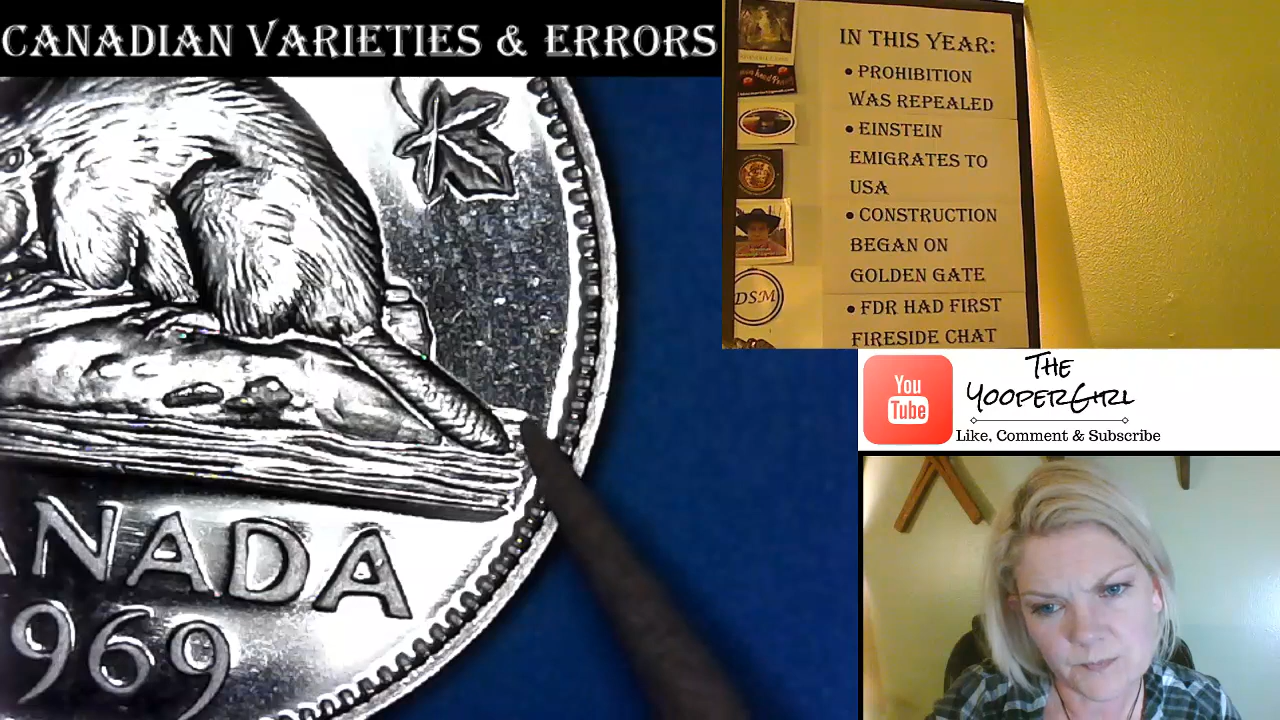 CANADIAN VARIETIES & ERRORS
IN THIS YEAR:
• PROHIBITION
WAS REPEALED
• EINSTEIN
EMIGRATES TO
USA
• CONSTRUCTION
BEGAN ON
GOLDEN GATE
• FDR HAD FIRST
FIRESIDE CHAT
DSM
You
Tube
THE
YOOPERGIRL
Like, Comment & Subscribe
ANADA
1969